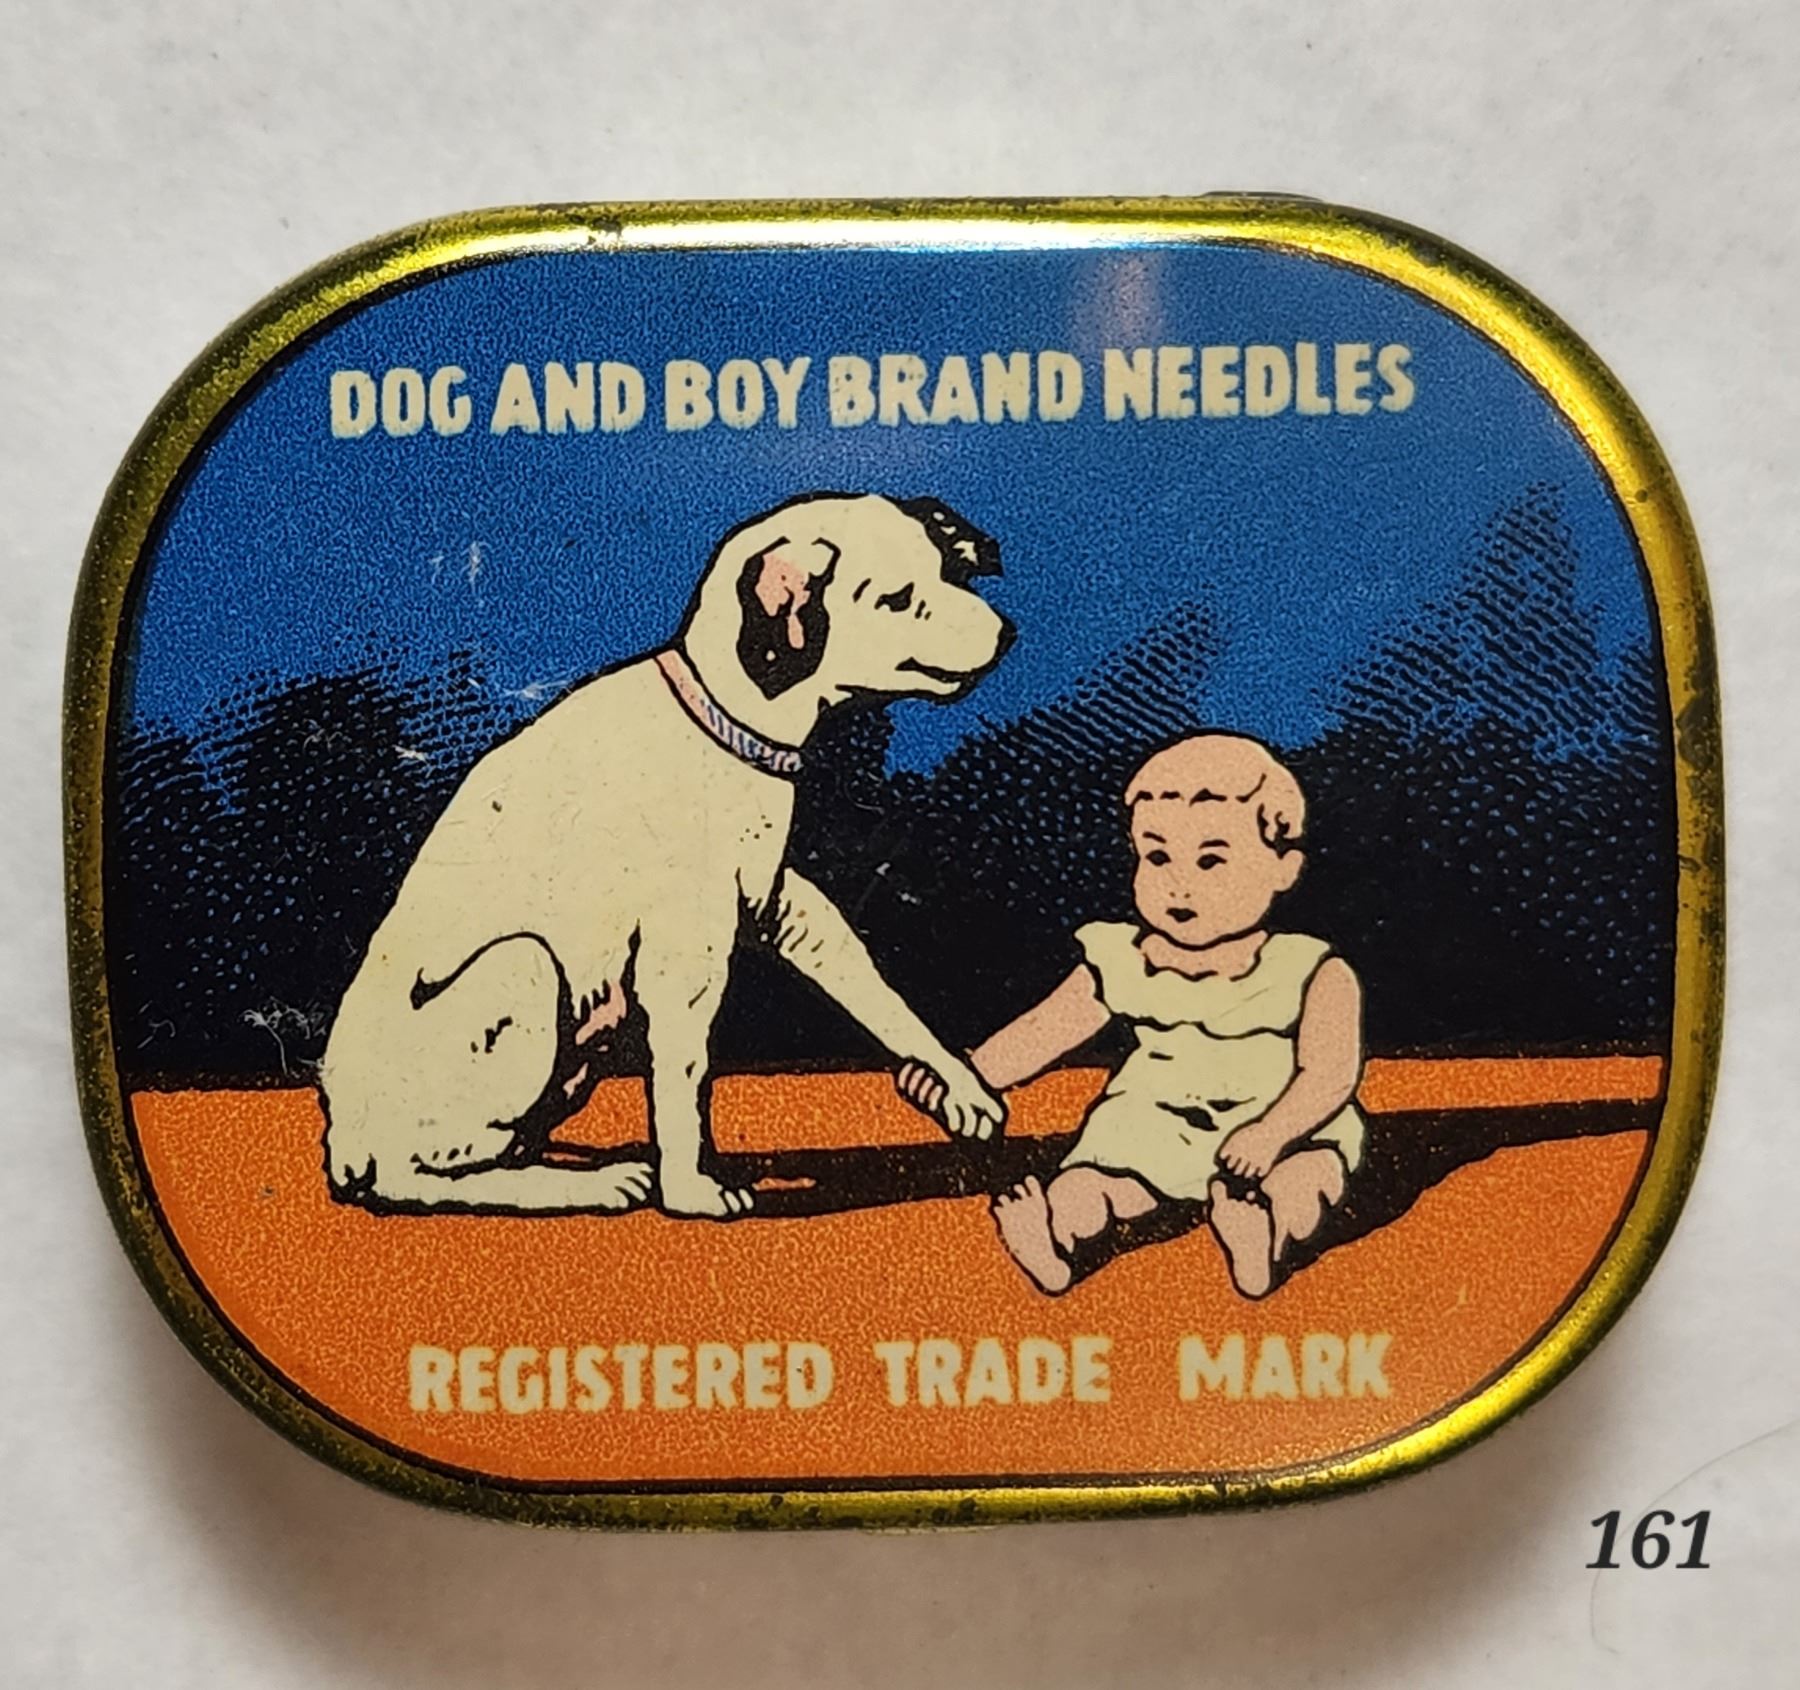 DOG AND BOY BRAND NEEDLES
REGISTERED TRADE MARK
161